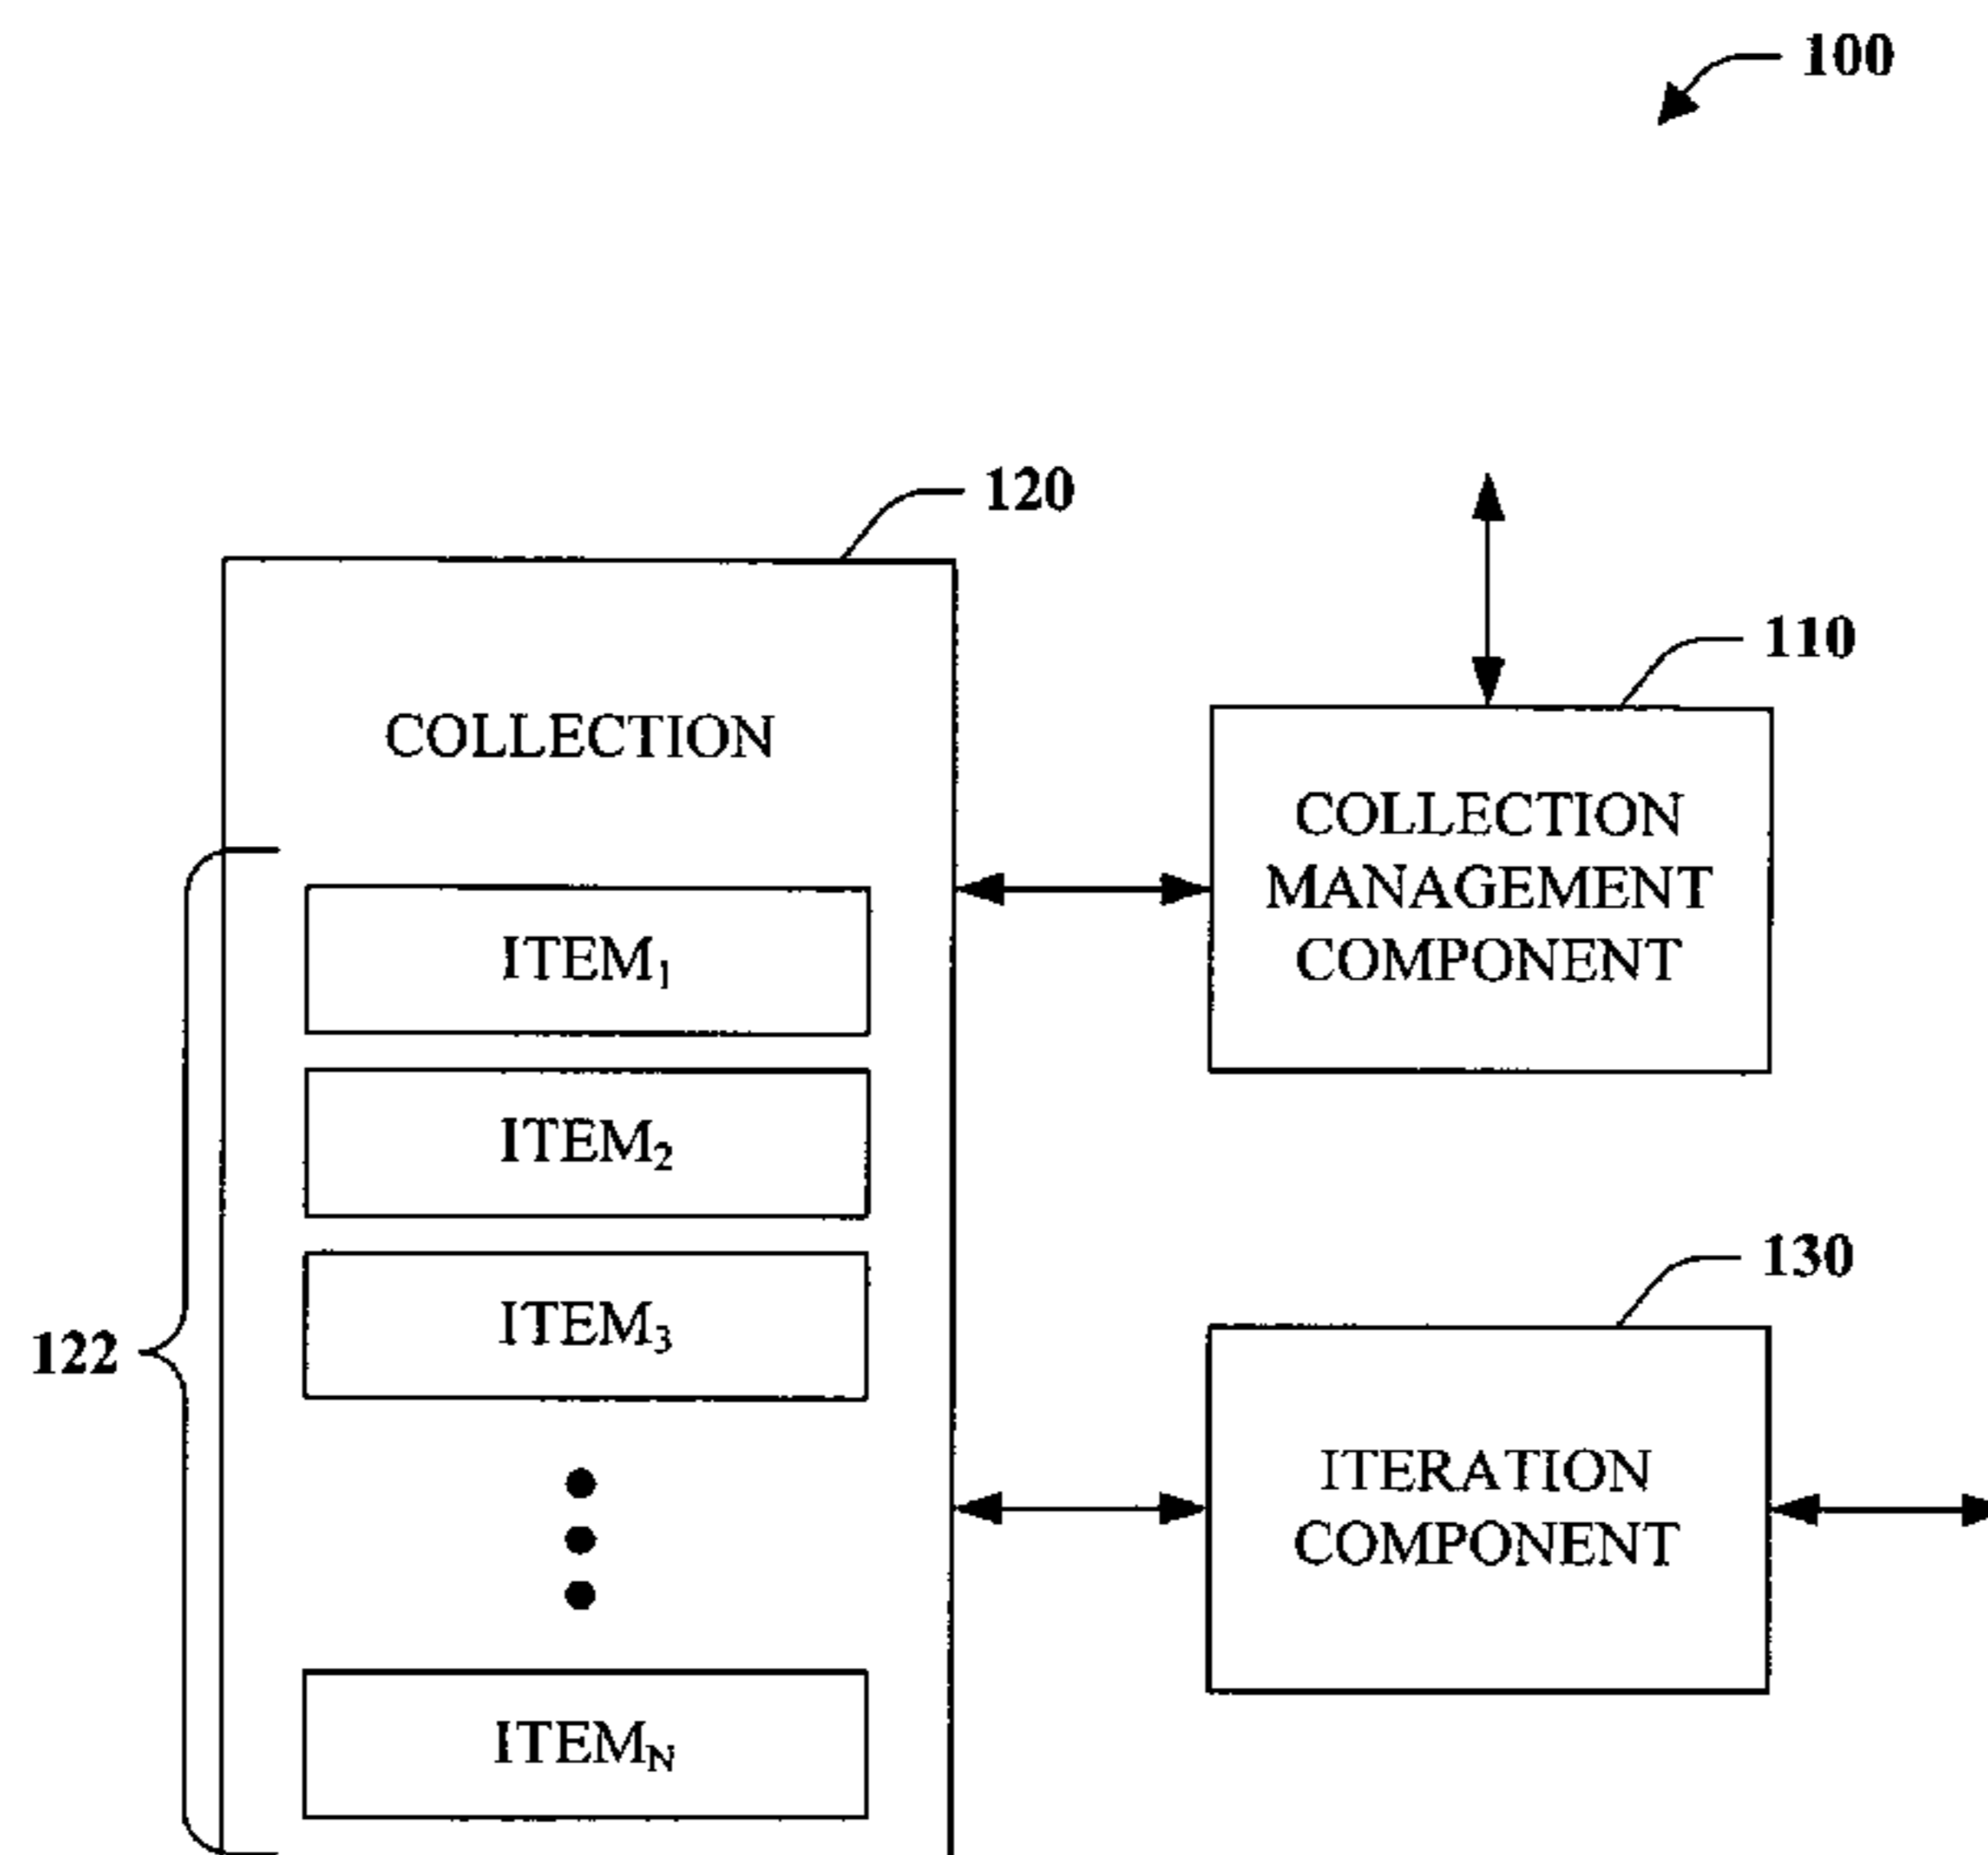 100
120
110
COLLECTION
COLLECTION
MANAGEMENT
COMPONENT
ITEM₁
ITEM₂
130
ITEM₃
122
ITERATION
COMPONENT
ITEMN